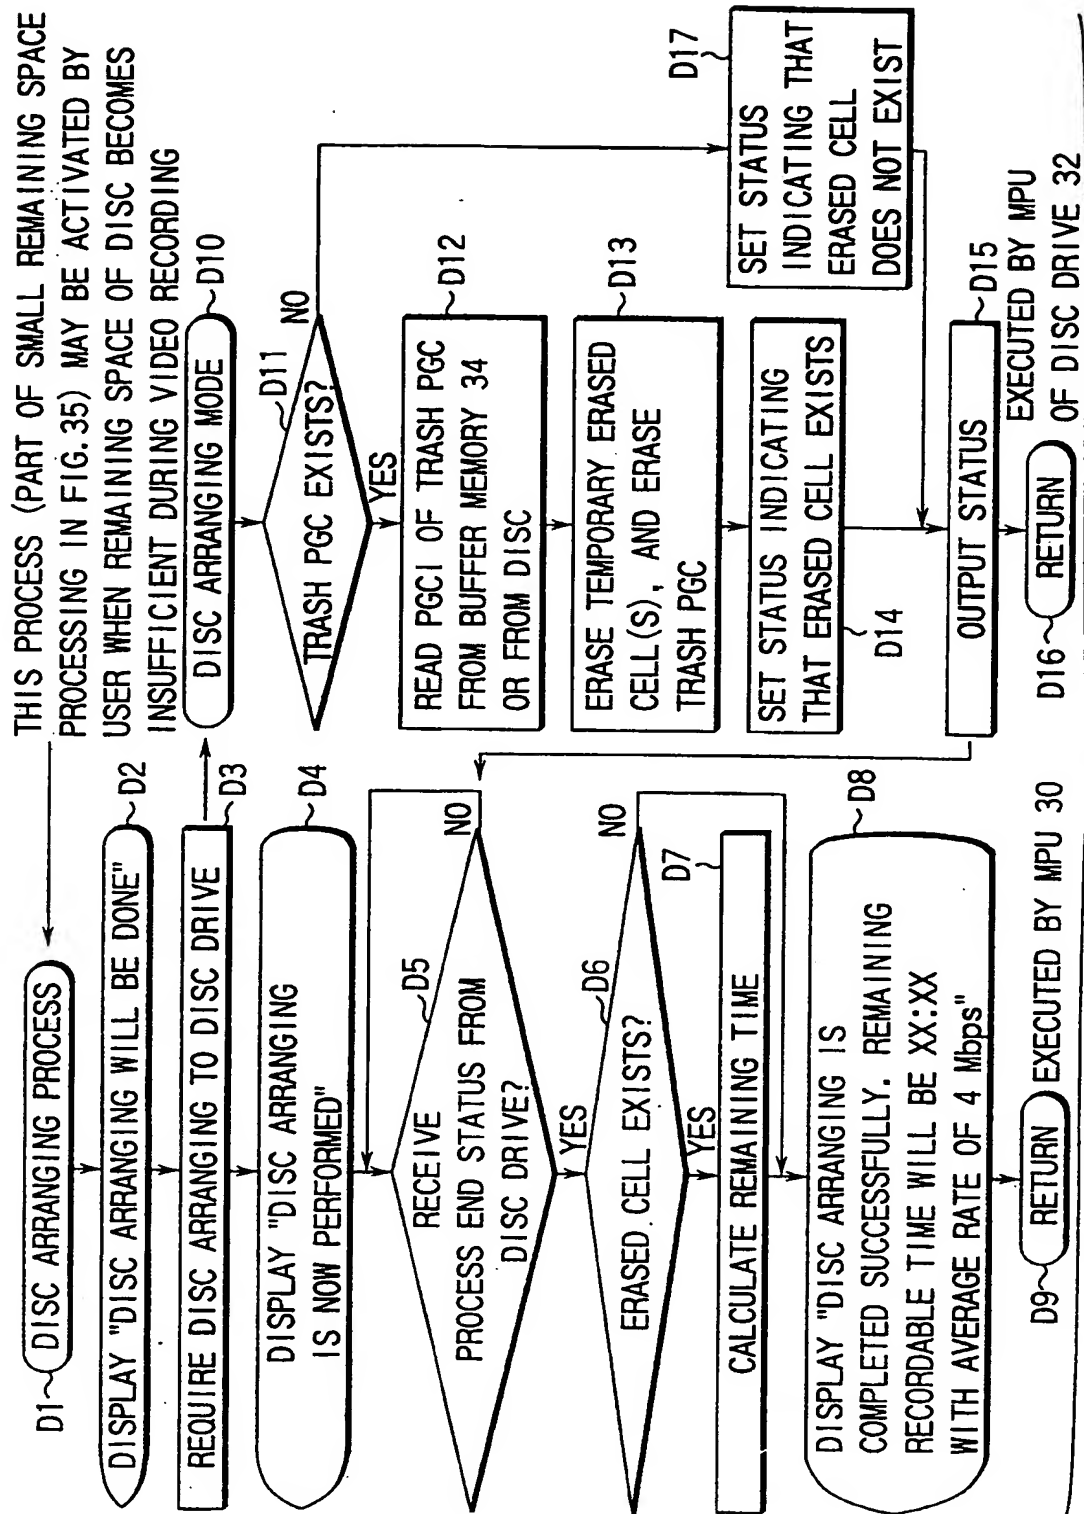 THIS PROCESS (PART OF SMALL REMAINING SPACE
PROCESSING IN FIG.35) MAY BE ACTIVATED BY
USER WHEN REMAINING SPACE OF DISC BECOMES
INSUFFICIENT DURING VIDEO RECORDING
D1
DISC ARRANGING PROCESS
D2
DISPLAY "DISC ARRANGING WILL BE DONE"
D3
REQUIRE DISC ARRANGING TO DISC DRIVE
D4
DISPLAY "DISC ARRANGING
IS NOW PERFORMED"
D5
RECEIVE
PROCESS END STATUS FROM
DISC DRIVE?
NO
YES
D6
ERASED CELL EXISTS?
NO
YES
D7
CALCULATE REMAINING TIME
D8
DISPLAY "DISC ARRANGING IS
COMPLETED SUCCESSFULLY. REMAINING
RECORDABLE TIME WILL BE XX:XX
WITH AVERAGE RATE OF 4 Mbps"
D9
RETURN
EXECUTED BY MPU 30
D10
DISC ARRANGING MODE
D11
TRASH PGC EXISTS?
NO
YES
D12
READ PGCI OF TRASH PGC
FROM BUFFER MEMORY 34
OR FROM DISC
D13
ERASE TEMPORARY ERASED
CELL(S), AND ERASE
TRASH PGC
SET STATUS INDICATING
THAT ERASED CELL EXISTS
D14
D17
SET STATUS
INDICATING THAT
ERASED CELL
DOES NOT EXIST
D15
OUTPUT STATUS
D16
RETURN
EXECUTED BY MPU
OF DISC DRIVE 32